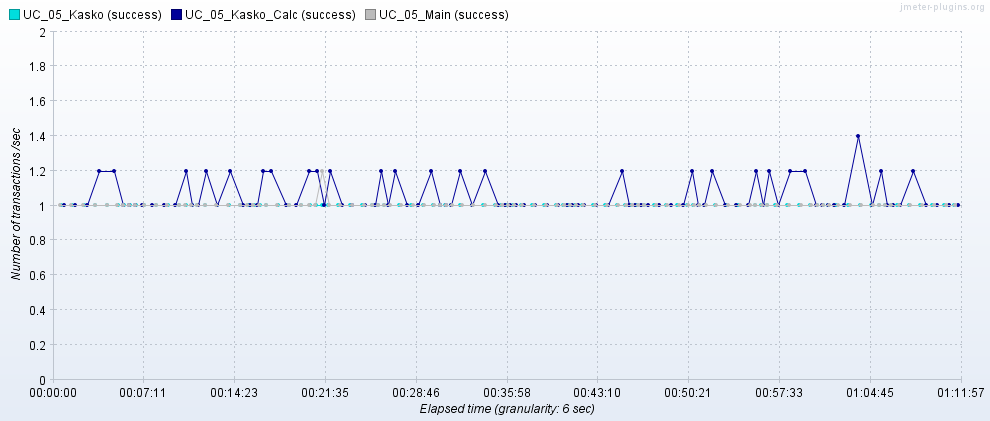 UC_05_Kasko (success) UC_05_Kasko_Calc (success) UC_05_Main (success)
jmeter-plugins.org
Number of transactions /sec
2
1.8
1.6
1.4
1.2
1
0.8
0.6
0.4
0.2
0
00:00:00 00:07:11 00:14:23 00:21:35 00:28:46 00:35:58 00:43:10 00:50:21 00:57:33 01:04:45 01:11:57
Elapsed time (granularity: 6 sec)